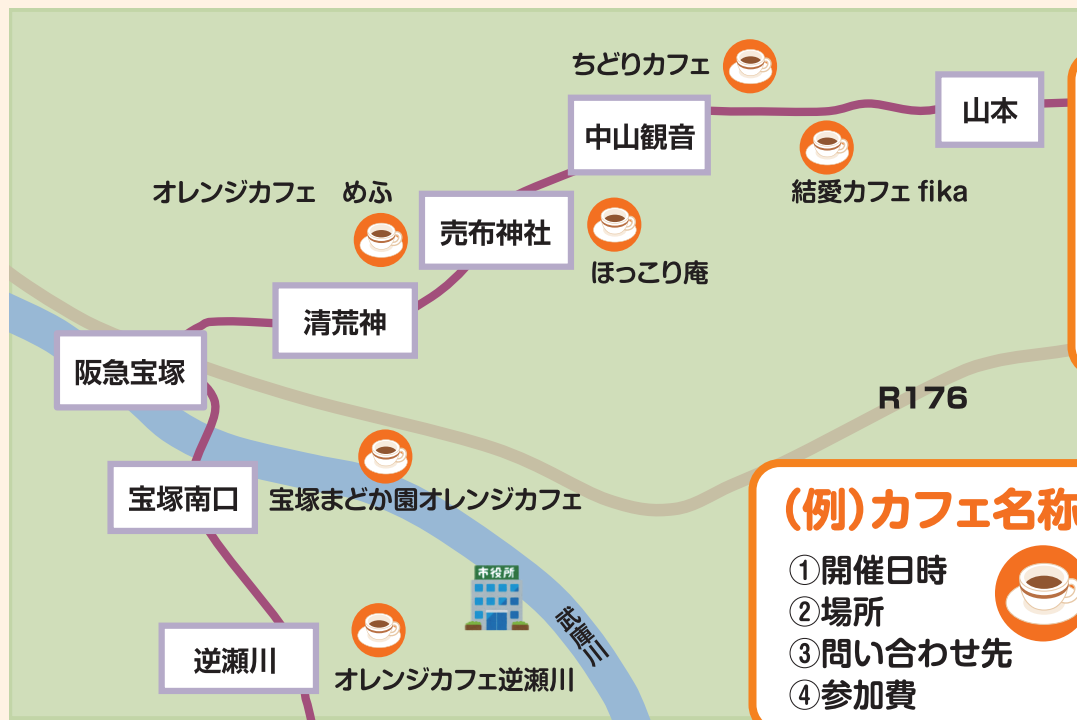 ちどりカフェ
中山観音
山本
結愛カフェ fika
オレンジカフェ　めふ
売布神社
ほっこり庵
清荒神
阪急宝塚
R176
宝塚南口
宝塚まどか園オレンジカフェ
市役所
武庫川
逆瀬川
オレンジカフェ逆瀬川
(例)カフェ名称
①開催日時
②場所
③問い合わせ先
④参加費